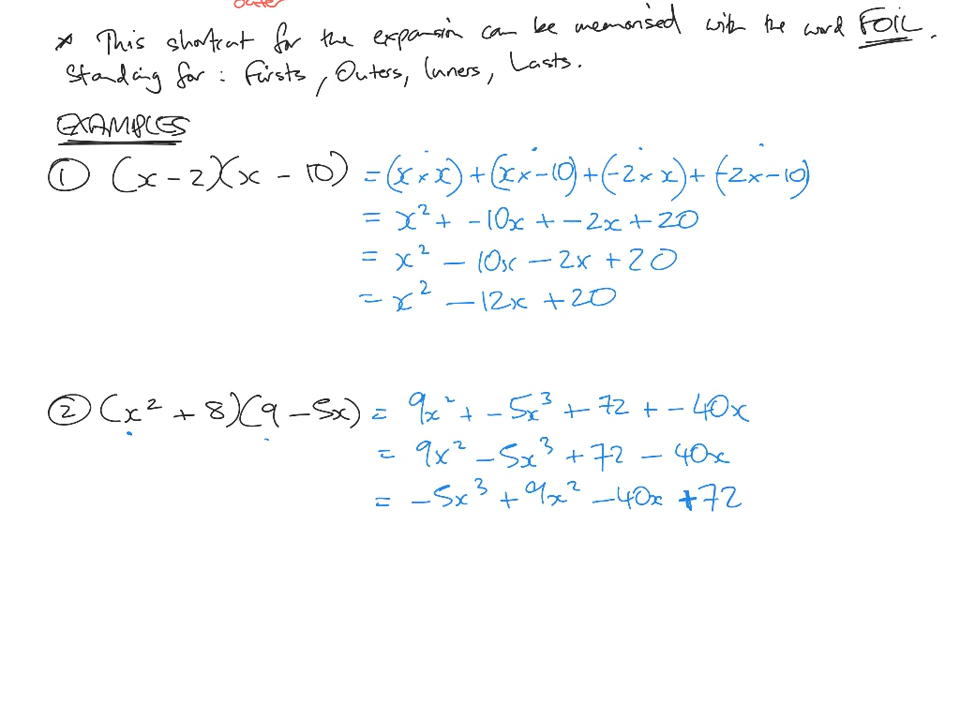 outer
* This shortcut for the expansion can be memorised with the word FOIL.
Standing for: Firsts, Outers, Inners, Lasts.
EXAMPLES
① (x - 2)(x - 10) = (x × x) + (x × -10) + (-2 × x) + (-2 × -10)
= x² + -10x + -2x + 20
= x² - 10x - 2x + 20
= x² - 12x + 20
② (x² + 8)(9 - 5x) = 9x² + -5x³ + 72 + -40x
= 9x² - 5x³ + 72 - 40x
= -5x³ + 9x² - 40x + 72